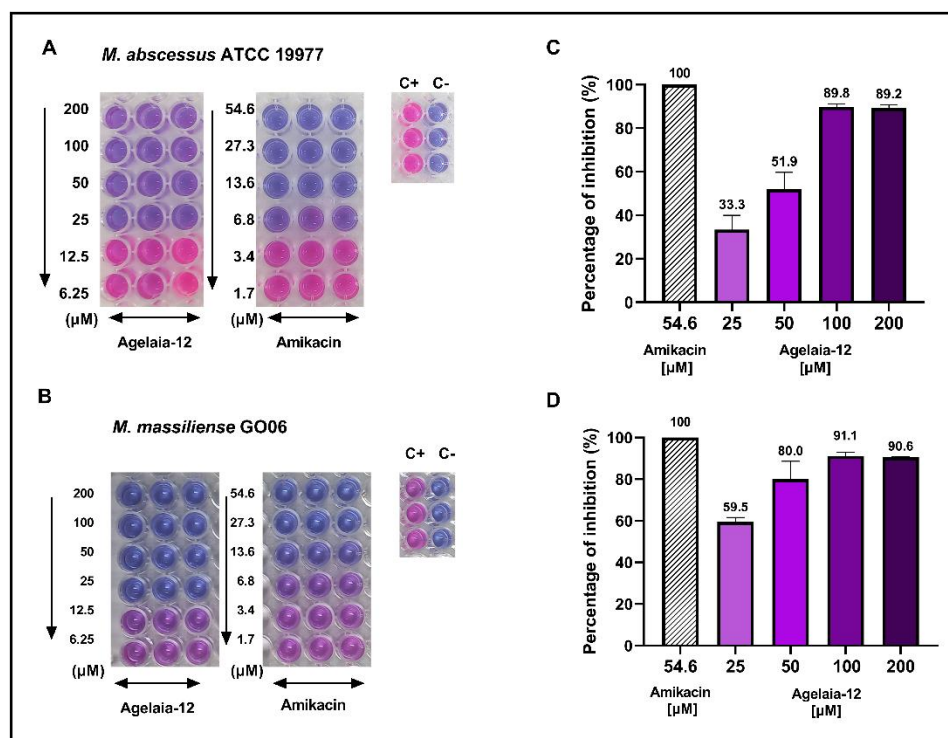 A
M. abscessus ATCC 19977
C+ C-
200
100
50
25
12.5
6.25
(µM)
Agelaia-12
54.6
27.3
13.6
6.8
3.4
1.7
(µM)
Amikacin
B
M. massiliense GO06
C+ C-
200
100
50
25
12.5
6.25
(µM)
Agelaia-12
54.6
27.3
13.6
6.8
3.4
1.7
(µM)
Amikacin
C
Percentage of inhibition (%)
100
80
60
40
20
0
100
33.3
51.9
89.8
89.2
54.6 25 50 100 200
Amikacin
[µM]
Agelaia-12
[µM]
D
Percentage of inhibition (%)
100
80
60
40
20
0
100
59.5
80.0
91.1
90.6
54.6 25 50 100 200
Amikacin
[µM]
Agelaia-12
[µM]